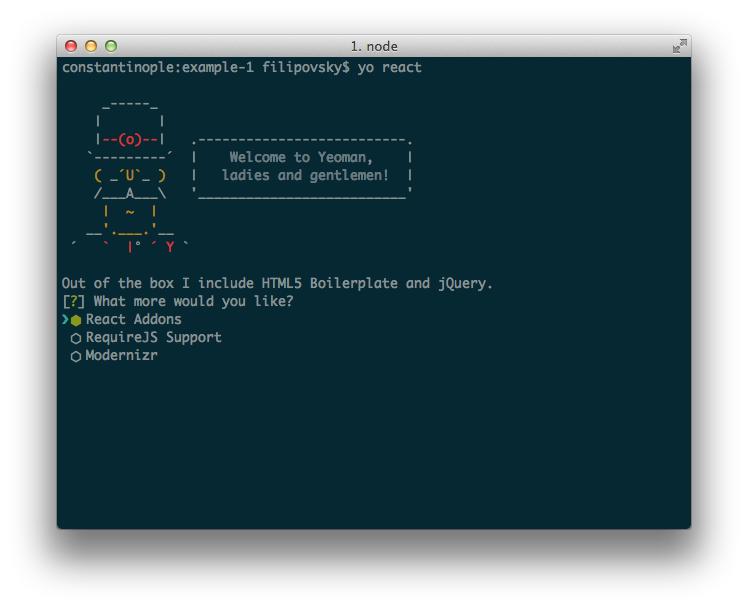 1. node
constantinople:example-1 filipovsky$ yo react
     _-----_
    |       |
    |--(o)--|   .--------------------------.
   `---------´  |    Welcome to Yeoman,    |
    ( _´U`_ )   |   ladies and gentlemen!  |
    /___A___\   '__________________________'
     |  ~  |
   __'.___.'__
 ´   `  |° ´ Y `
Out of the box I include HTML5 Boilerplate and jQuery.
[?] What more would you like?
❯⬢ React Addons
 ⬡ RequireJS Support
 ⬡ Modernizr